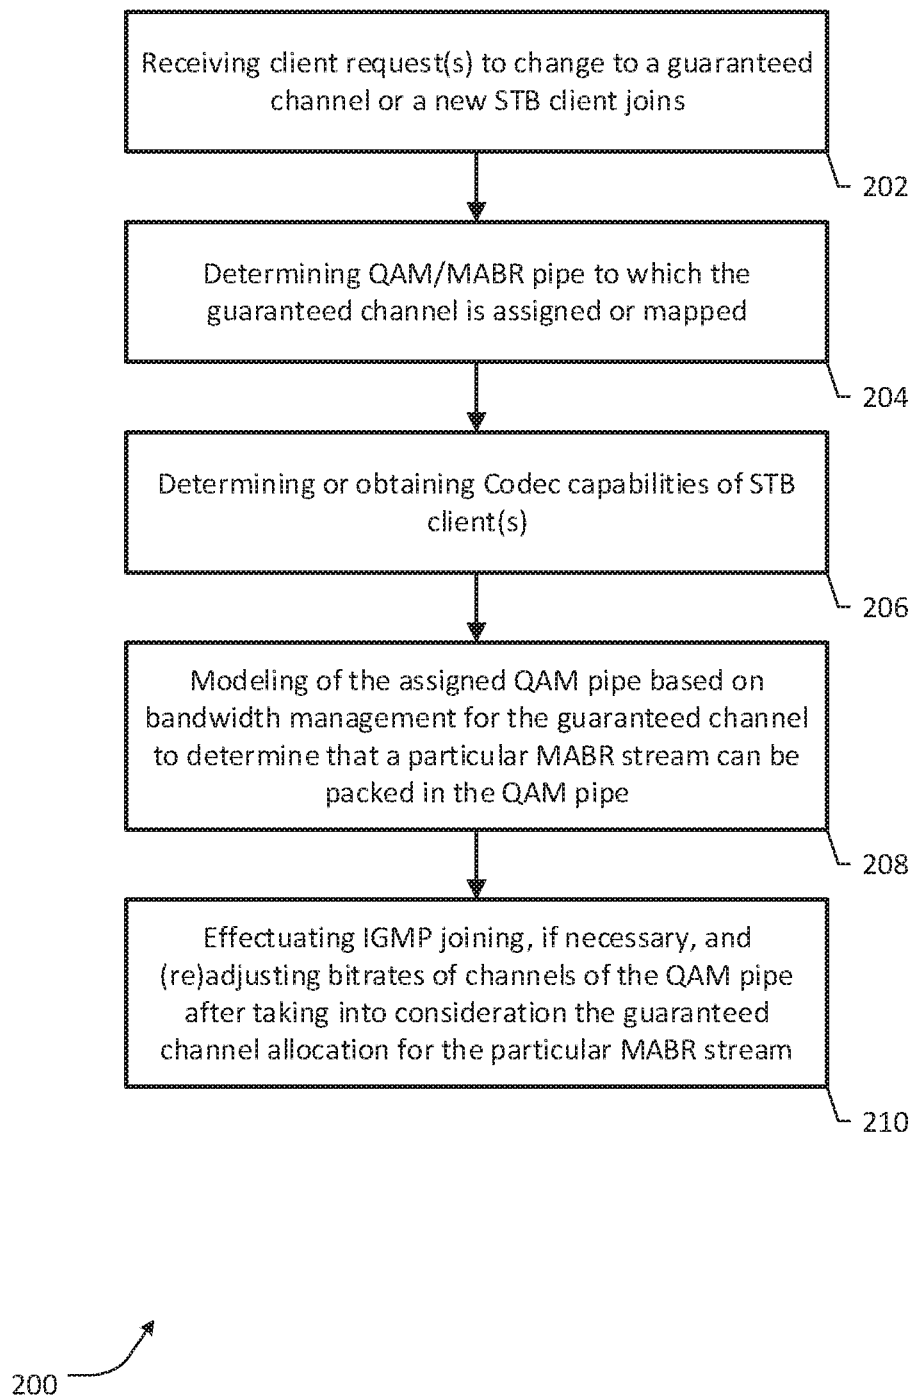 Receiving client request(s) to change to a guaranteed
channel or a new STB client joins
202
Determining QAM/MABR pipe to which the
guaranteed channel is assigned or mapped
204
Determining or obtaining Codec capabilities of STB
client(s)
206
Modeling of the assigned QAM pipe based on
bandwidth management for the guaranteed channel
to determine that a particular MABR stream can be
packed in the QAM pipe
208
Effectuating IGMP joining, if necessary, and
(re)adjusting bitrates of channels of the QAM pipe
after taking into consideration the guaranteed
channel allocation for the particular MABR stream
210
200